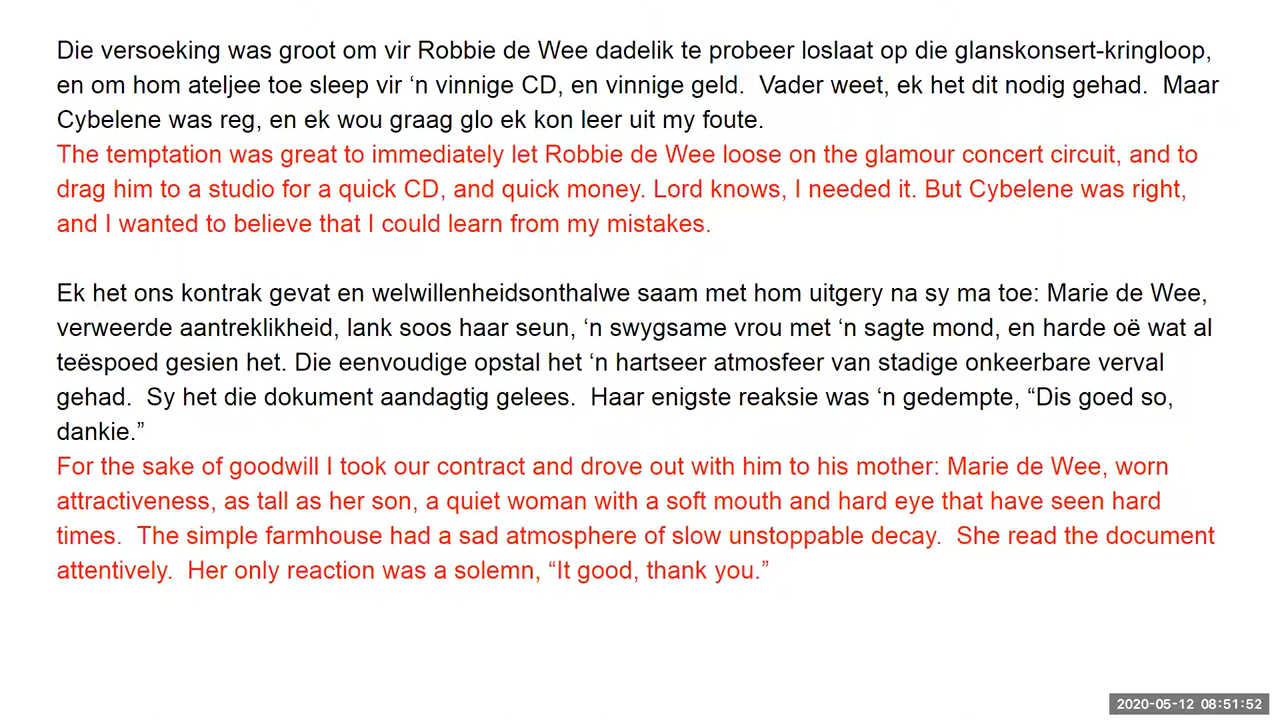 Die versoeking was groot om vir Robbie de Wee dadelik te probeer loslaat op die glanskonsert-kringloop,
en om hom ateljee toe sleep vir ‘n vinnige CD, en vinnige geld.  Vader weet, ek het dit nodig gehad.  Maar
Cybelene was reg, en ek wou graag glo ek kon leer uit my foute.
The temptation was great to immediately let Robbie de Wee loose on the glamour concert circuit, and to
drag him to a studio for a quick CD, and quick money. Lord knows, I needed it. But Cybelene was right,
and I wanted to believe that I could learn from my mistakes.
Ek het ons kontrak gevat en welwillenheidsonthalwe saam met hom uitgery na sy ma toe: Marie de Wee,
verweerde aantreklikheid, lank soos haar seun, ‘n swygsame vrou met ‘n sagte mond, en harde oë wat al
teëspoed gesien het. Die eenvoudige opstal het ‘n hartseer atmosfeer van stadige onkeerbare verval
gehad.  Sy het die dokument aandagtig gelees.  Haar enigste reaksie was ‘n gedempte, “Dis goed so,
dankie.”
For the sake of goodwill I took our contract and drove out with him to his mother: Marie de Wee, worn
attractiveness, as tall as her son, a quiet woman with a soft mouth and hard eye that have seen hard
times.  The simple farmhouse had a sad atmosphere of slow unstoppable decay.  She read the document
attentively.  Her only reaction was a solemn, “It good, thank you.”
2020-05-12 08:51:52